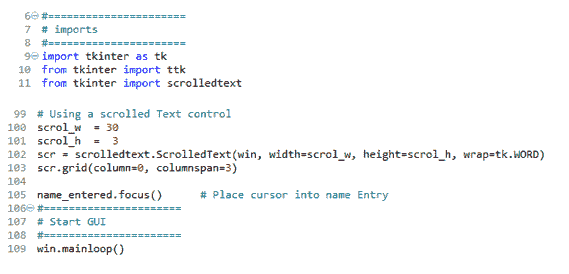 6 #======================
7 # imports
8 #======================
9 import tkinter as tk
10 from tkinter import ttk
11 from tkinter import scrolledtext
99 # Using a scrolled Text control
100 scrol_w  = 30
101 scrol_h  =  3
102 scr = scrolledtext.ScrolledText(win, width=scrol_w, height=scrol_h, wrap=tk.WORD)
103 scr.grid(column=0, columnspan=3)
104
105 name_entered.focus()      # Place cursor into name Entry
106 #======================
107 # Start GUI
108 #======================
109 win.mainloop()